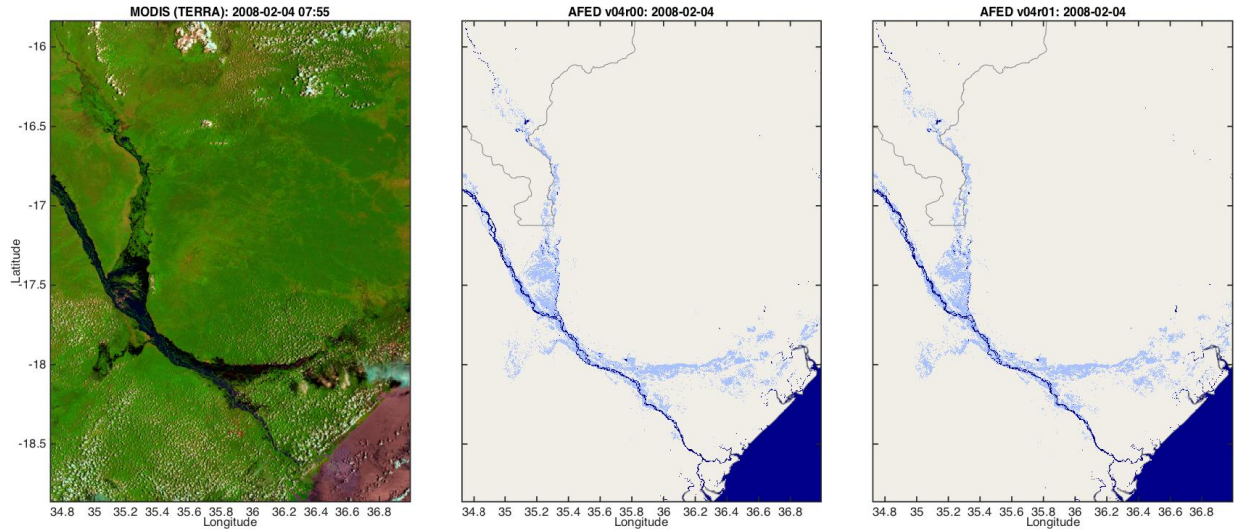 MODIS (TERRA): 2008-02-04 07:55
AFED v04r00: 2008-02-04
AFED v04r01: 2008-02-04
-16
-16.5
-17
-17.5
-18
-18.5
Latitude
34.8 35 35.2 35.4 35.6 35.8 36 36.2 36.4 36.6 36.8
Longitude
34.8 35 35.2 35.4 35.6 35.8 36 36.2 36.4 36.6 36.8
Longitude
34.8 35 35.2 35.4 35.6 35.8 36 36.2 36.4 36.6 36.8
Longitude